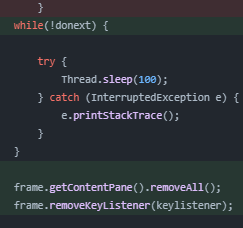 }
while(!donext) {
try {
Thread.sleep(100);
} catch (InterruptedException e) {
e.printStackTrace();
}
}
frame.getContentPane().removeAll();
frame.removeKeyListener(keylistener);